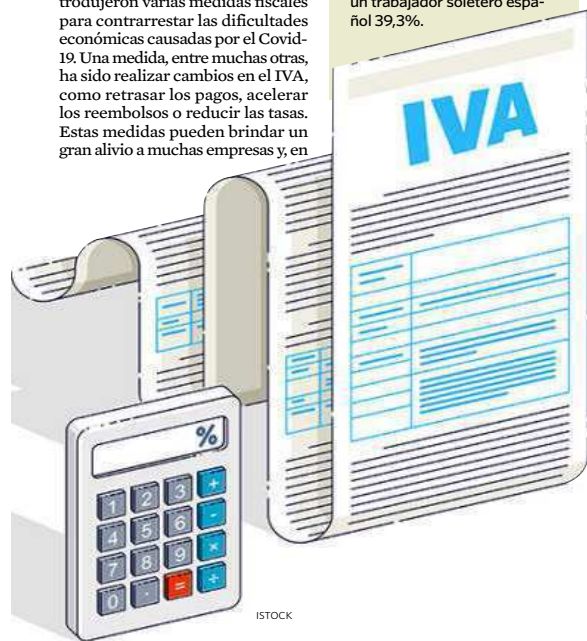 trodujeron varias medidas fiscales
para contrarrestar las dificultades
económicas causadas por el Covid-
19. Una medida, entre muchas otras,
ha sido realizar cambios en el IVA,
como retrasar los pagos, acelerar
los reembolsos o reducir las tasas.
Estas medidas pueden brindar un
gran alivio a muchas empresas y, en
un trabajador soletero espa-
ñol 39,3%.
IVA
%
1 2 3 +
4 5 6 -
7 8 9 ×
0 . = ÷
ISTOCK